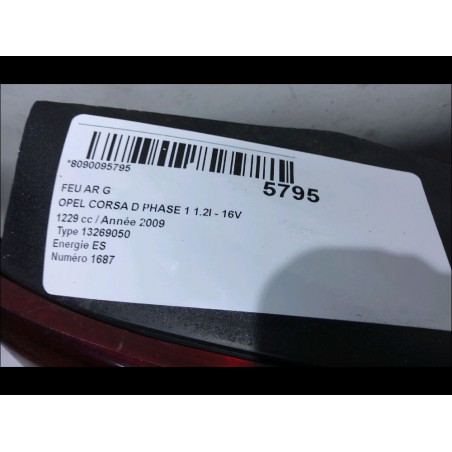 *8090095795
5795
FEU AR G
OPEL CORSA D PHASE 1 1.2I - 16V
1229 cc / Année 2009
Type 13269050
Energie ES
Numéro 1687